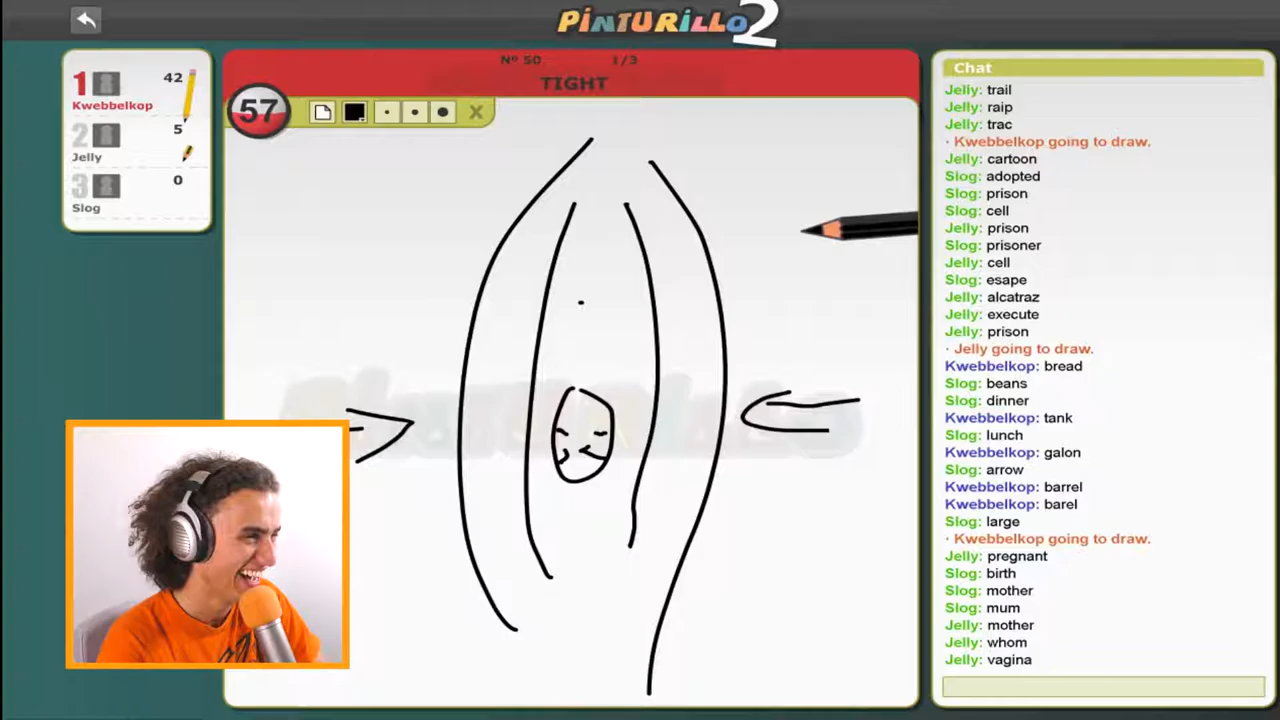 PINTURILLO 2
Nº 50 1/3
TIGHT
57
1 42
Kwebbelkop
2 5
Jelly
3 0
Slog
Chat
Jelly: trail
Jelly: raip
Jelly: trac
· Kwebbelkop going to draw.
Jelly: cartoon
Slog: adopted
Slog: prison
Slog: cell
Jelly: prison
Slog: prisoner
Jelly: cell
Slog: esape
Jelly: alcatraz
Jelly: execute
Jelly: prison
· Jelly going to draw.
Kwebbelkop: bread
Slog: beans
Slog: dinner
Kwebbelkop: tank
Slog: lunch
Kwebbelkop: galon
Slog: arrow
Kwebbelkop: barrel
Kwebbelkop: barel
Slog: large
· Kwebbelkop going to draw.
Jelly: pregnant
Slog: birth
Slog: mother
Slog: mum
Jelly: mother
Jelly: whom
Jelly: vagina